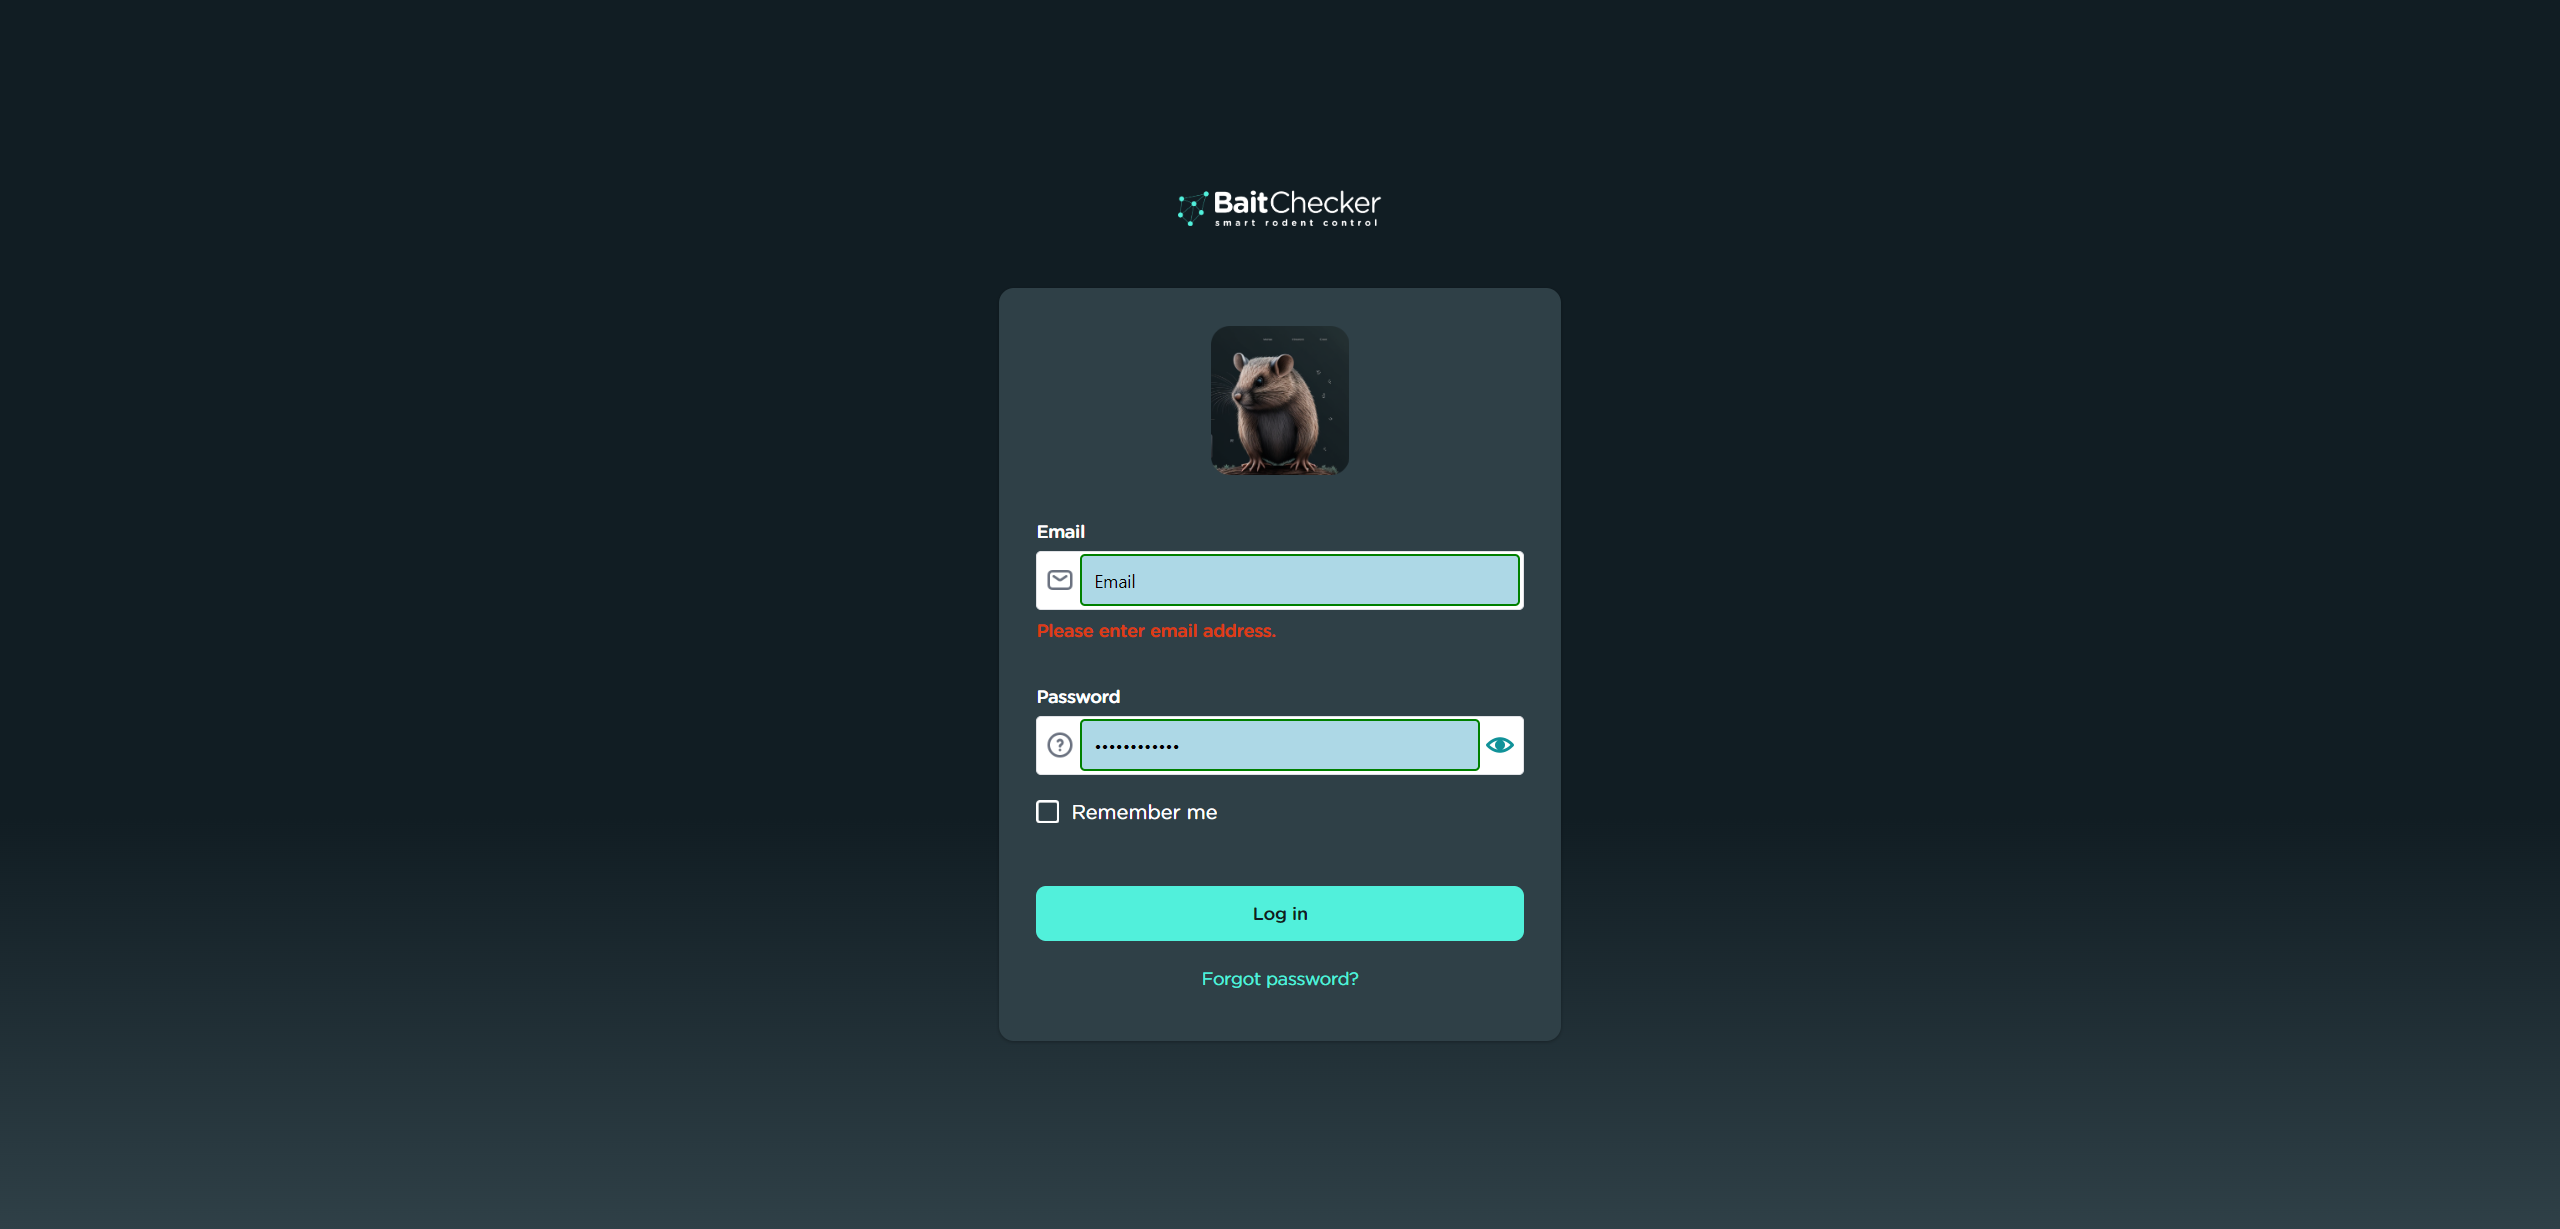 BaitChecker
smart rodent control
Email
Email
Please enter email address.
Password
••••••••••••
Remember me
Log in
Forgot password?